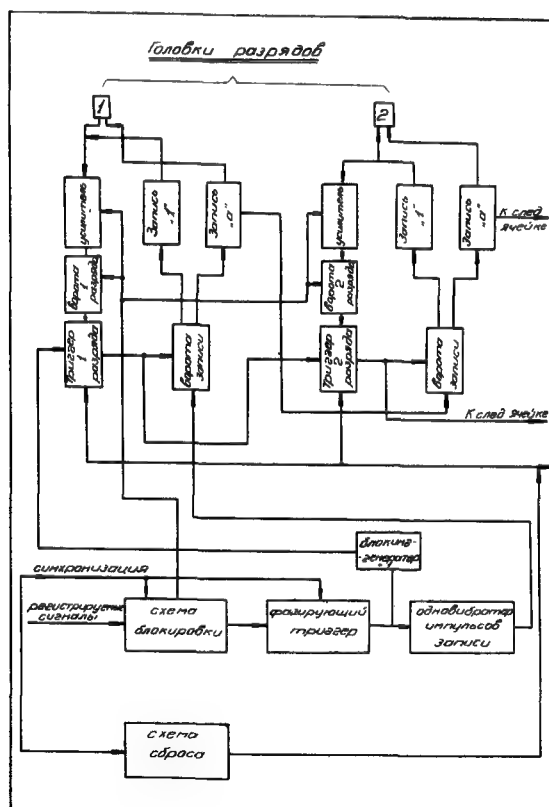 Головки разрядов
1
2
усилитель
Запись „1"
Запись „0"
усилитель
Запись „1"
Запись „0"
К след
ячейке
ворота
1
разряда
ворота
2
разряда
Триггер
1
разряда
ворота
записи
Триггер
2
разряда
ворота
записи
К след ячейке
блокинг-
-генератор
синхронизация
регистрируемые
сигналы
схема
блокировки
фазирующий
триггер
одновибратор
импульсов
записи
схема
сброса